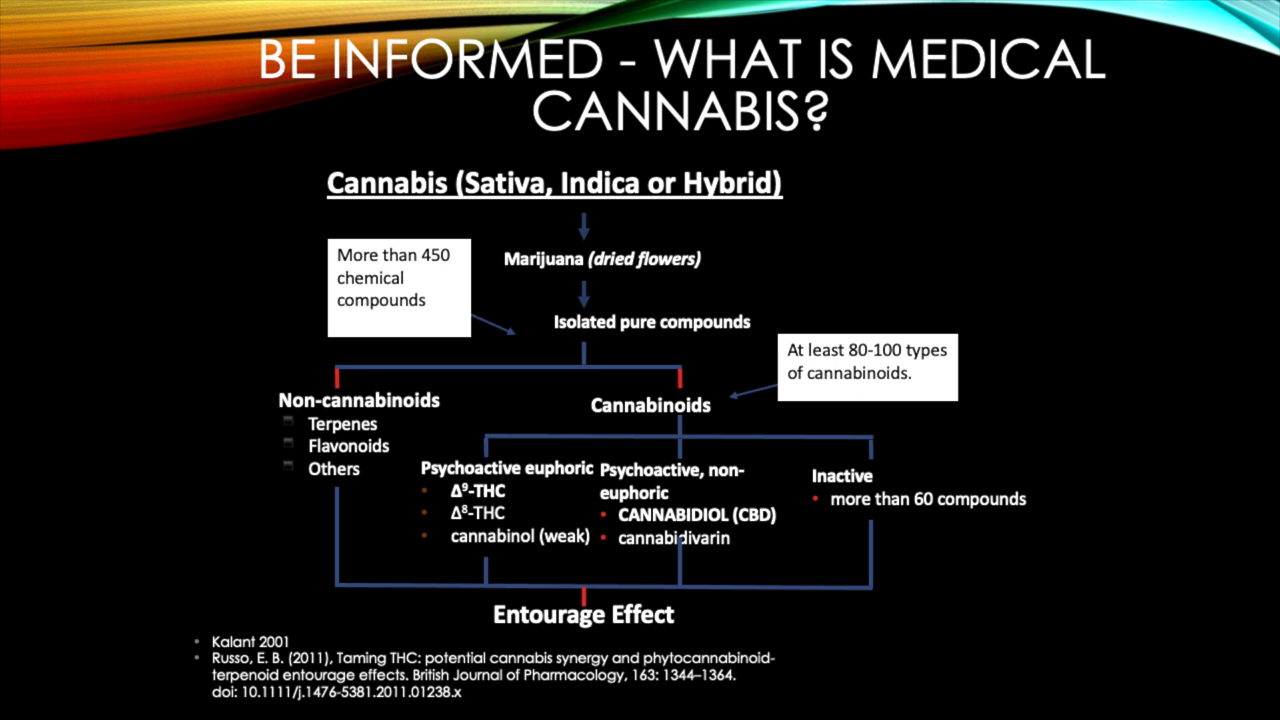 BE INFORMED - WHAT IS MEDICAL
CANNABIS?
Cannabis (Sativa, Indica or Hybrid)
More than 450
chemical
compounds
Marijuana (dried flowers)
Isolated pure compounds
At least 80-100 types
of cannabinoids.
Non-cannabinoids
Terpenes
Flavonoids
Others
Cannabinoids
Psychoactive euphoric
Δ⁹-THC
Δ⁸-THC
cannabinol (weak)
Psychoactive, non-
euphoric
• CANNABIDIOL (CBD)
• cannabidivarin
Inactive
• more than 60 compounds
Entourage Effect
• Kalant 2001
• Russo, E. B. (2011), Taming THC: potential cannabis synergy and phytocannabinoid-
terpenoid entourage effects. British Journal of Pharmacology, 163: 1344–1364.
doi: 10.1111/j.1476-5381.2011.01238.x